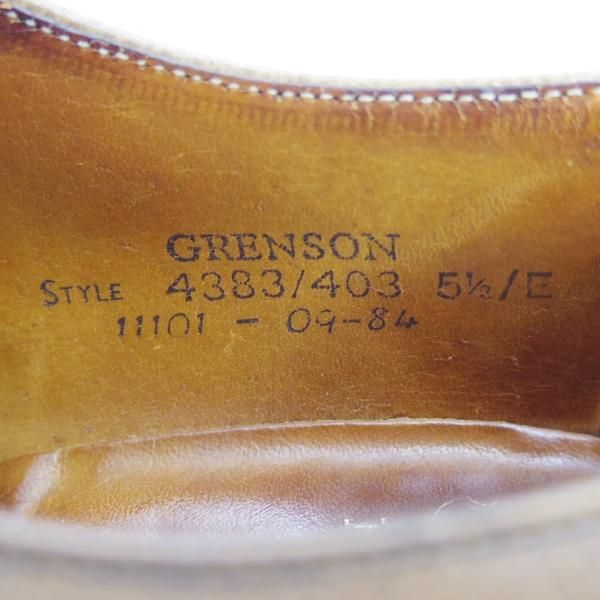 GRENSON
STYLE 4383/403 5½/E
11101 - 09-84